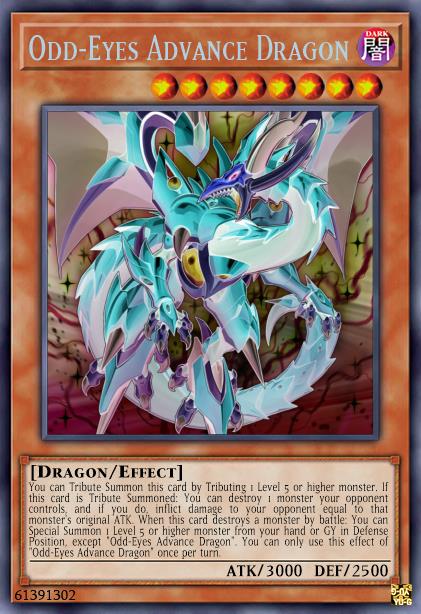 Odd-Eyes Advance Dragon
DARK
闇
[Dragon/Effect]
You can Tribute Summon this card by Tributing 1 Level 5 or higher monster. If
this card is Tribute Summoned: You can destroy 1 monster your opponent
controls, and if you do, inflict damage to your opponent equal to that
monster's original ATK. When this card destroys a monster by battle: You can
Special Summon 1 Level 5 or higher monster from your hand or GY in Defense
Position, except "Odd-Eyes Advance Dragon". You can only use this effect of
"Odd-Eyes Advance Dragon" once per turn.
ATK/3000 DEF/2500
61391302